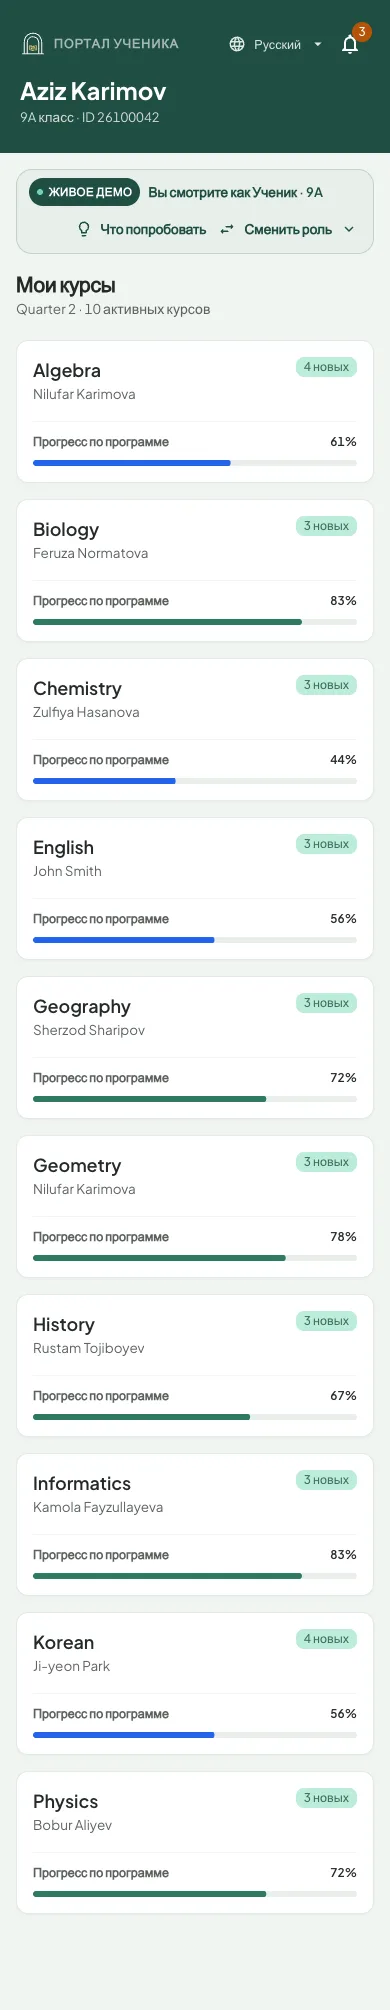 ПОРТАЛ УЧЕНИКА
Русский
3
Aziz Karimov
9A класс · ID 26100042
ЖИВОЕ ДЕМО Вы смотрите как Ученик · 9A
Что попробовать Сменить роль
Мои курсы
Quarter 2 · 10 активных курсов
Algebra 4 новых
Nilufar Karimova
Прогресс по программе 61%
Biology 3 новых
Feruza Normatova
Прогресс по программе 83%
Chemistry 3 новых
Zulfiya Hasanova
Прогресс по программе 44%
English 3 новых
John Smith
Прогресс по программе 56%
Geography 3 новых
Sherzod Sharipov
Прогресс по программе 72%
Geometry 3 новых
Nilufar Karimova
Прогресс по программе 78%
History 3 новых
Rustam Tojiboyev
Прогресс по программе 67%
Informatics 3 новых
Kamola Fayzullayeva
Прогресс по программе 83%
Korean 4 новых
Ji-yeon Park
Прогресс по программе 56%
Physics 3 новых
Bobur Aliyev
Прогресс по программе 72%